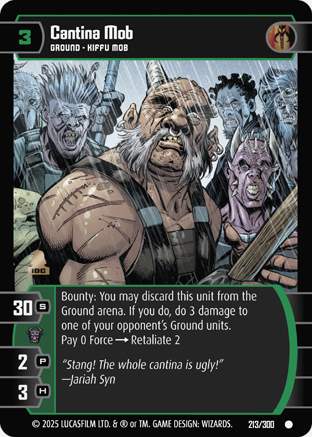 3
Cantina Mob
GROUND - KIFFU MOB
IDC
30 S
Bounty: You may discard this unit from the
Ground arena. If you do, do 3 damage to
one of your opponent's Ground units.
Pay 0 Force → Retaliate 2
2 P
3 H
“Stang! The whole cantina is ugly!”
—Jariah Syn
© 2025 LUCASFILM LTD. & ® or TM. GAME DESIGN: WIZARDS.
213/300